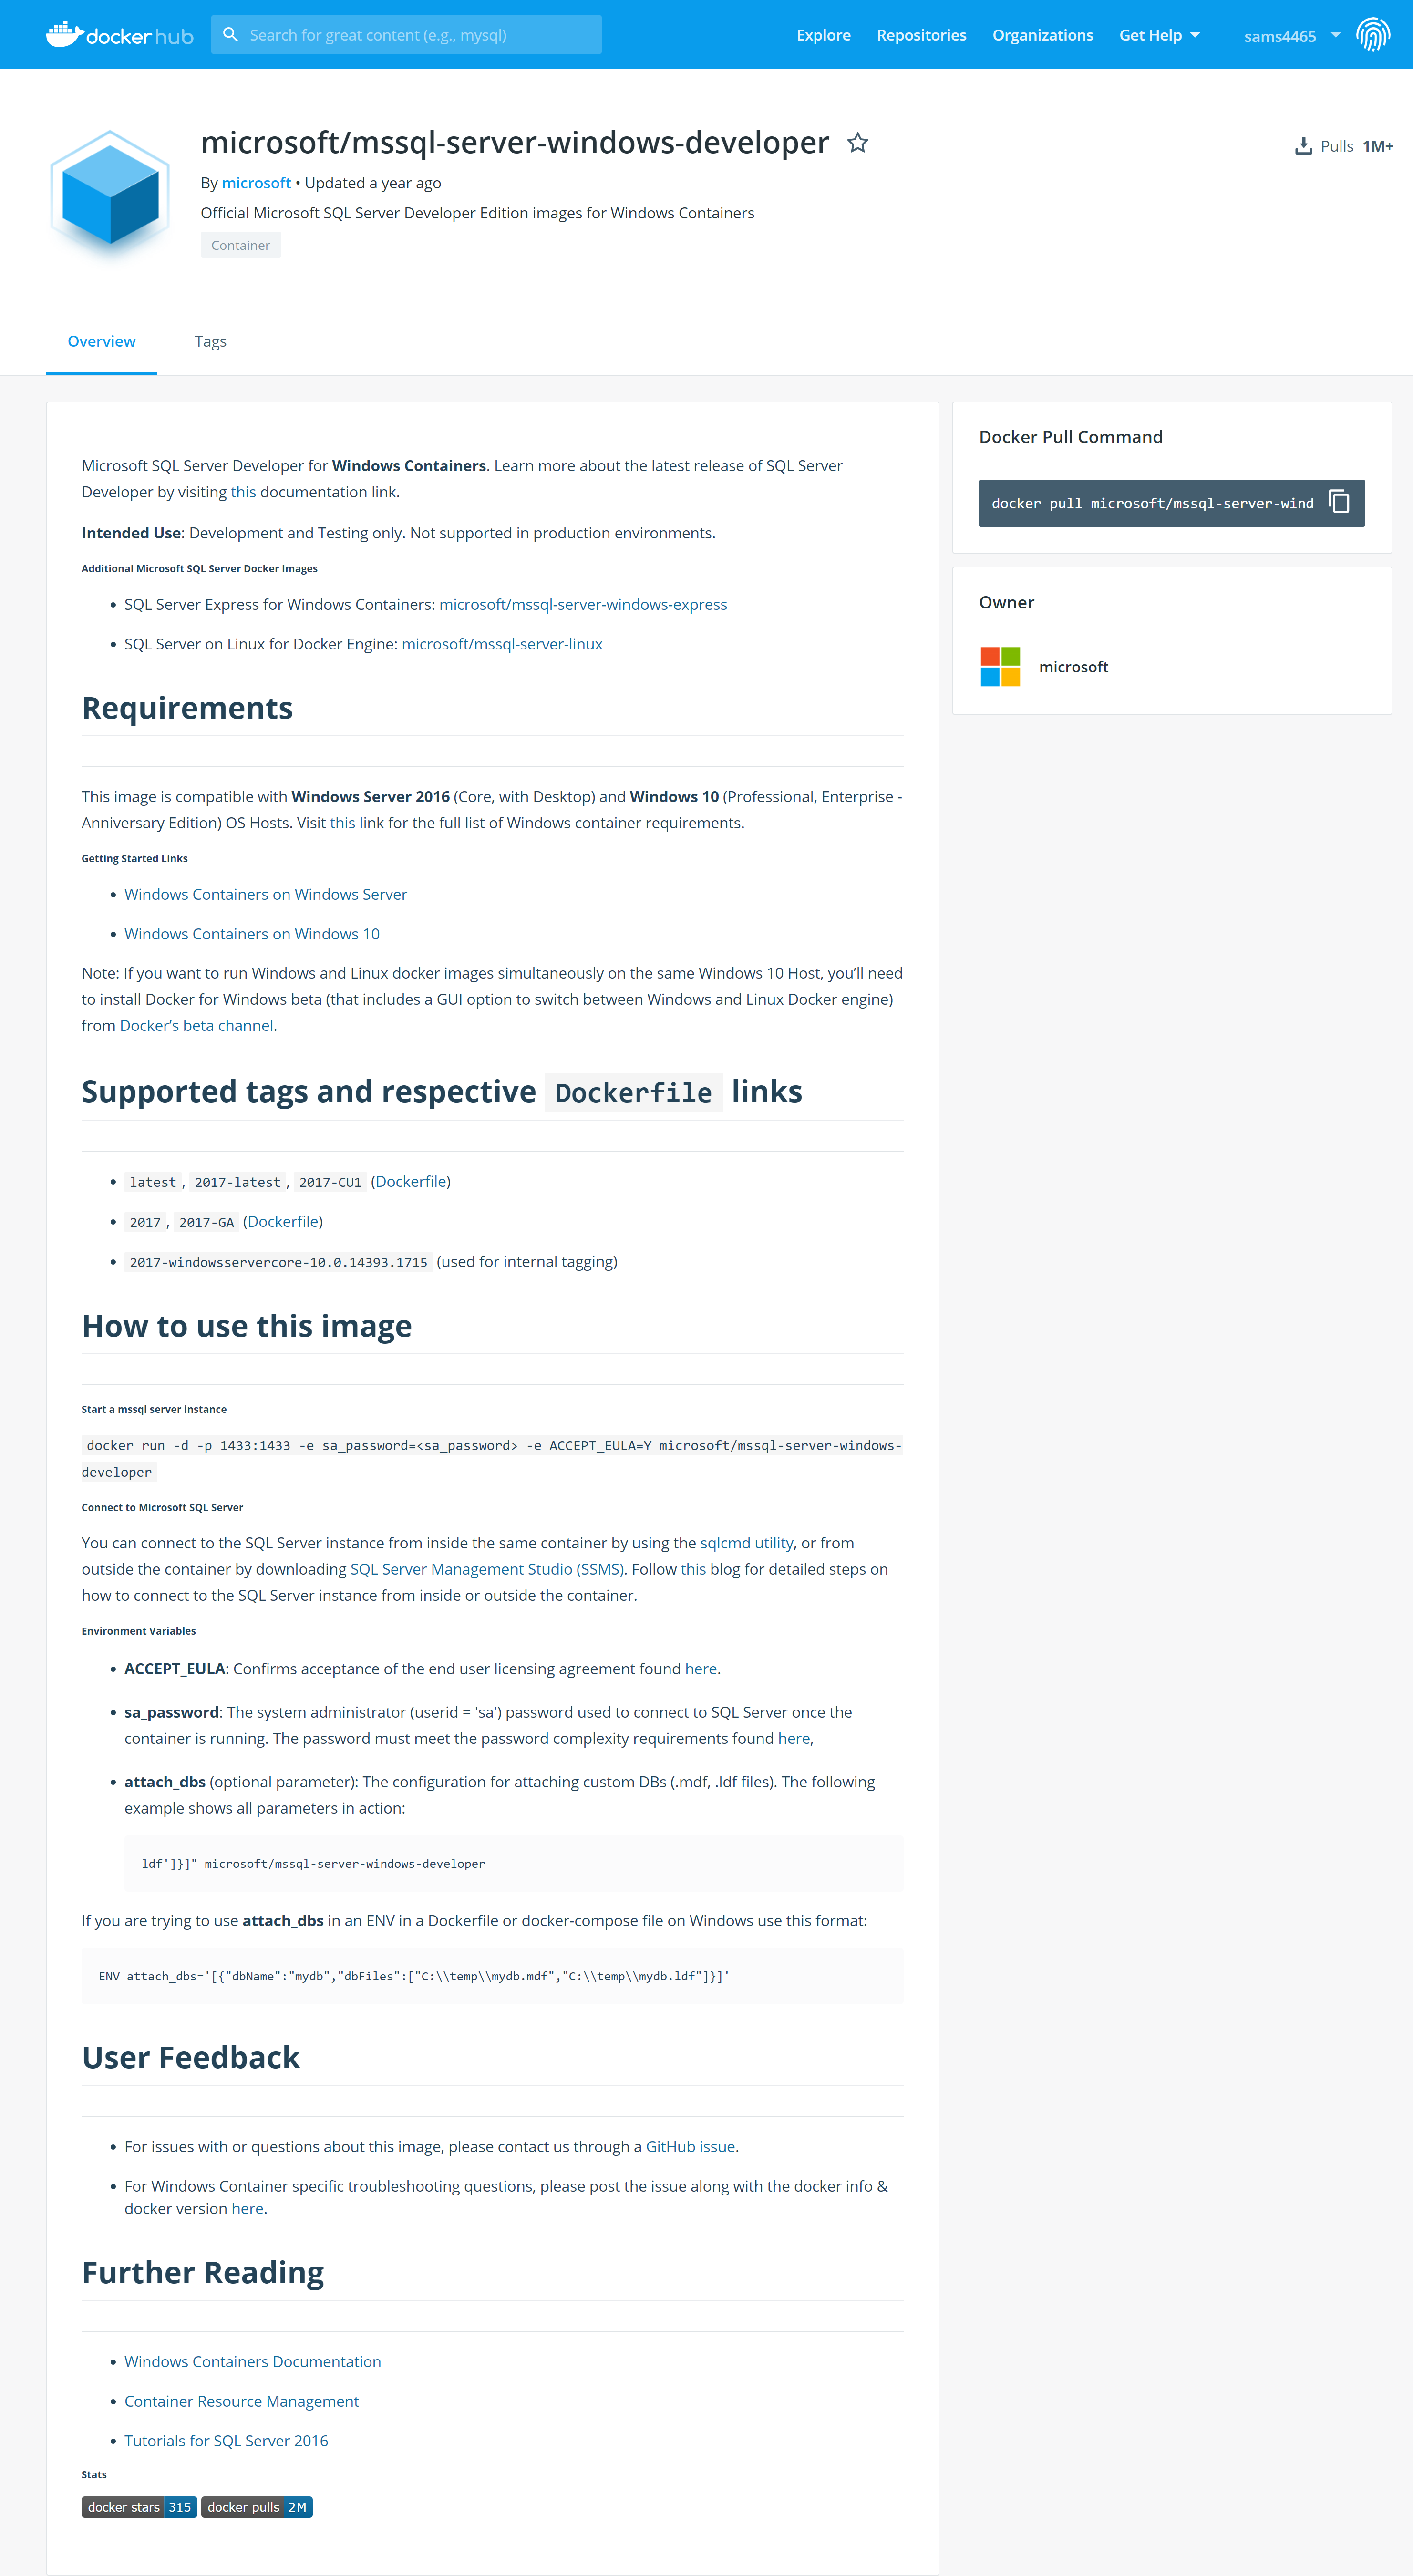 docker hub
Search for great content (e.g., mysql)
Explore
Repositories
Organizations
Get Help
sams4465
microsoft/mssql-server-windows-developer
Pulls 1M+
By microsoft • Updated a year ago
Official Microsoft SQL Server Developer Edition images for Windows Containers
Container
Overview
Tags
Microsoft SQL Server Developer for Windows Containers. Learn more about the latest release of SQL Server
Developer by visiting this documentation link.
Intended Use: Development and Testing only. Not supported in production environments.
Additional Microsoft SQL Server Docker Images
• SQL Server Express for Windows Containers: microsoft/mssql-server-windows-express
• SQL Server on Linux for Docker Engine: microsoft/mssql-server-linux
Requirements
This image is compatible with Windows Server 2016 (Core, with Desktop) and Windows 10 (Professional, Enterprise -
Anniversary Edition) OS Hosts. Visit this link for the full list of Windows container requirements.
Getting Started Links
• Windows Containers on Windows Server
• Windows Containers on Windows 10
Note: If you want to run Windows and Linux docker images simultaneously on the same Windows 10 Host, you’ll need
to install Docker for Windows beta (that includes a GUI option to switch between Windows and Linux Docker engine)
from Docker’s beta channel.
Supported tags and respective Dockerfile links
• latest , 2017-latest , 2017-CU1 (Dockerfile)
• 2017 , 2017-GA (Dockerfile)
• 2017-windowsservercore-10.0.14393.1715 (used for internal tagging)
How to use this image
Start a mssql server instance
docker run -d -p 1433:1433 -e sa_password=<sa_password> -e ACCEPT_EULA=Y microsoft/mssql-server-windows-
developer
Connect to Microsoft SQL Server
You can connect to the SQL Server instance from inside the same container by using the sqlcmd utility, or from
outside the container by downloading SQL Server Management Studio (SSMS). Follow this blog for detailed steps on
how to connect to the SQL Server instance from inside or outside the container.
Environment Variables
• ACCEPT_EULA: Confirms acceptance of the end user licensing agreement found here.
• sa_password: The system administrator (userid = 'sa') password used to connect to SQL Server once the
container is running. The password must meet the password complexity requirements found here,
• attach_dbs (optional parameter): The configuration for attaching custom DBs (.mdf, .ldf files). The following
example shows all parameters in action:
ldf']}]" microsoft/mssql-server-windows-developer
If you are trying to use attach_dbs in an ENV in a Dockerfile or docker-compose file on Windows use this format:
ENV attach_dbs='[{"dbName":"mydb","dbFiles":["C:\\temp\\mydb.mdf","C:\\temp\\mydb.ldf"]}]'
User Feedback
• For issues with or questions about this image, please contact us through a GitHub issue.
• For Windows Container specific troubleshooting questions, please post the issue along with the docker info &
docker version here.
Further Reading
• Windows Containers Documentation
• Container Resource Management
• Tutorials for SQL Server 2016
Stats
docker stars 315 docker pulls 2M
Docker Pull Command
docker pull microsoft/mssql-server-wind
Owner
microsoft